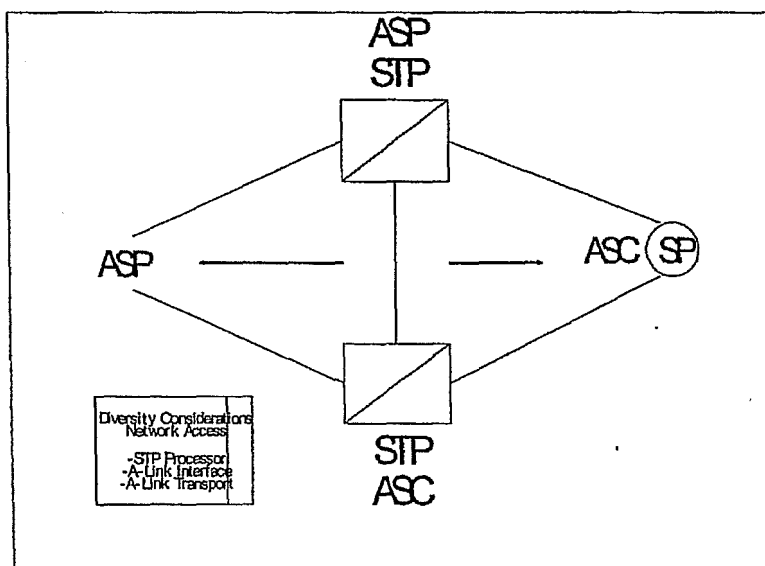 ASP
STP
ASP
ASC SP
Diversity Considerations
Network Access
-STP Processor
-A-Link Interface
-A-Link Transport
STP
ASC